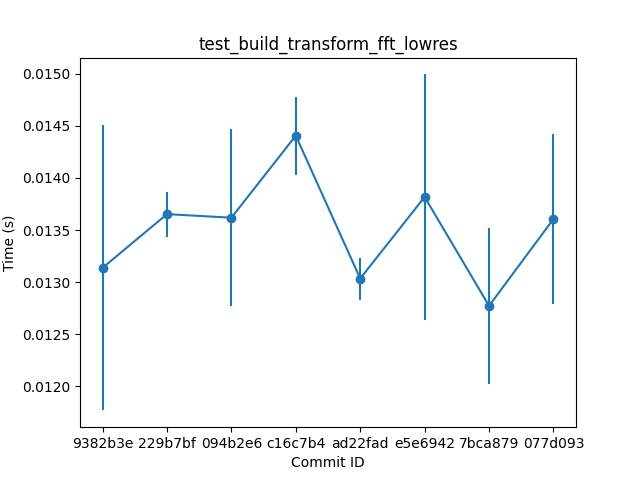 test_build_transform_fft_lowres
0.0150
0.0145
0.0140
0.0135
0.0130
0.0125
0.0120
Time (s)
9382b3e 229b7bf 094b2e6 c16c7b4 ad22fad e5e6942 7bca879 077d093
Commit ID